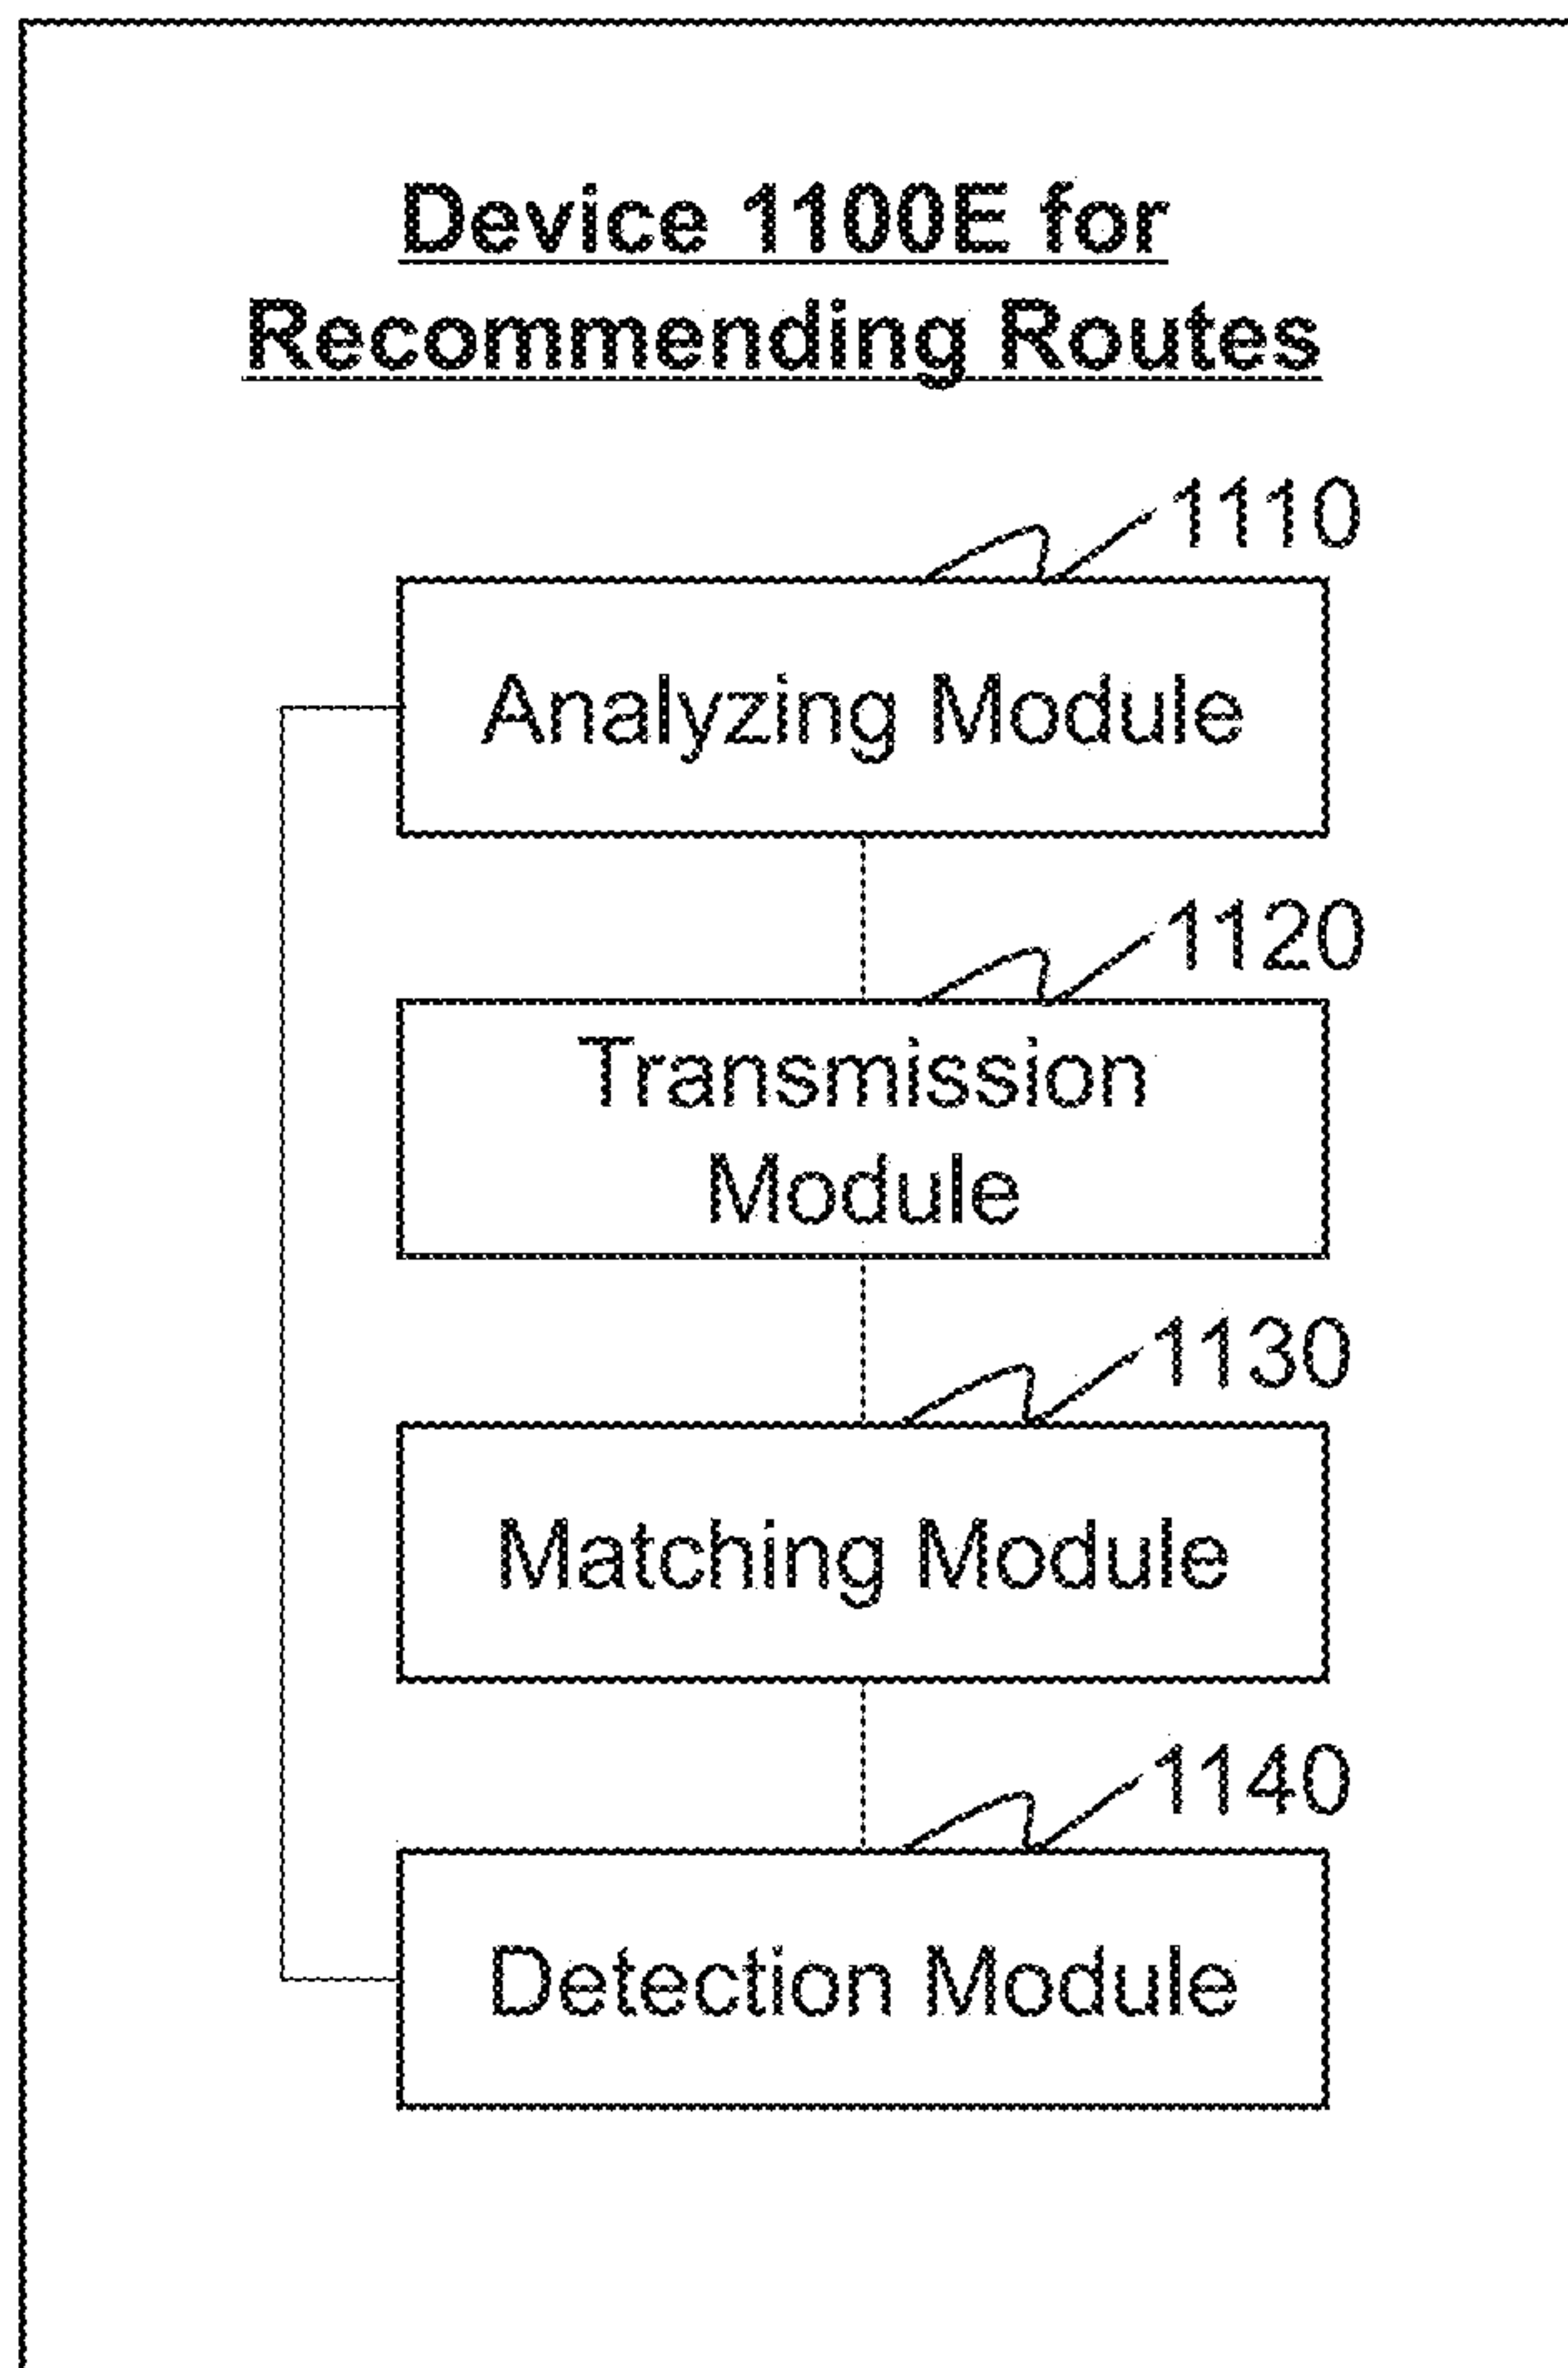 Device 1100E for
Recommending Routes
1110
Analyzing Module
1120
Transmission
Module
1130
Matching Module
1140
Detection Module